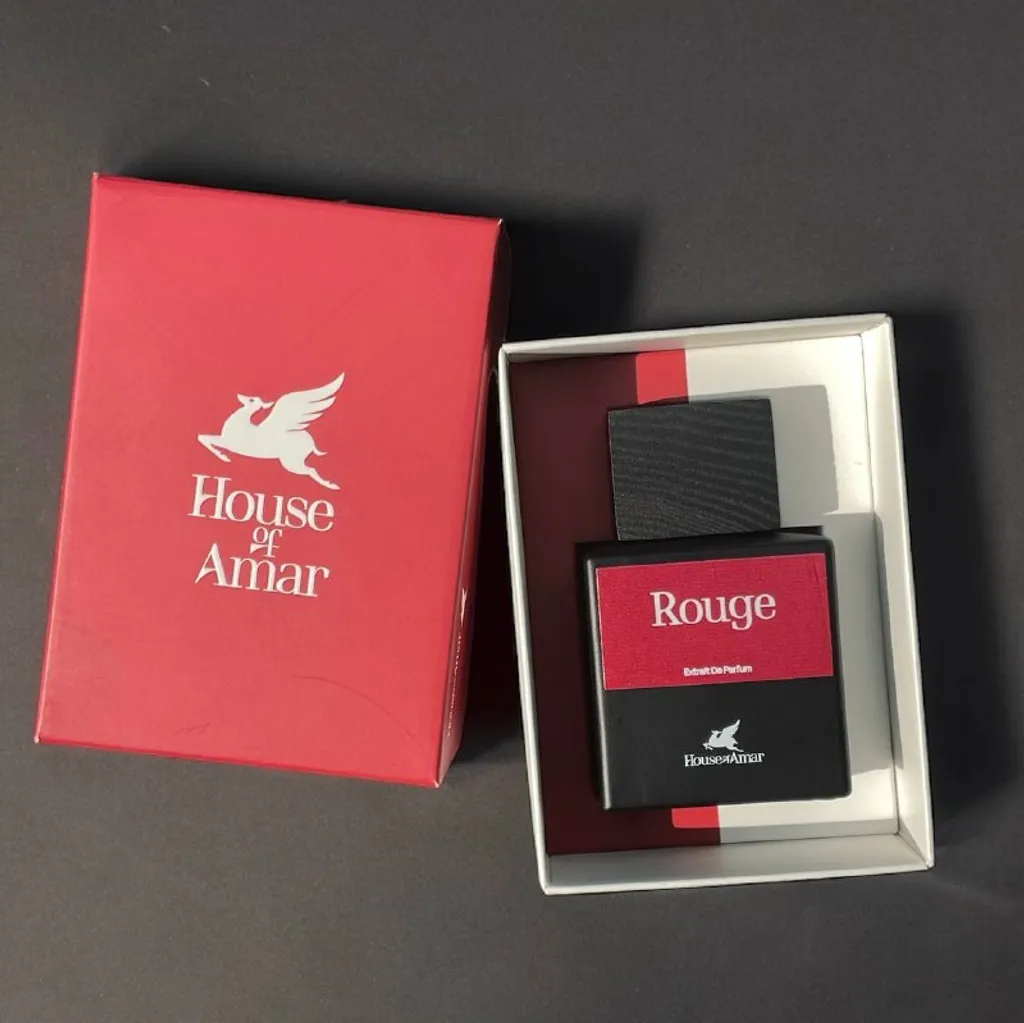 House
of
Amar
Rouge
Extrait De Parfum
House of Amar